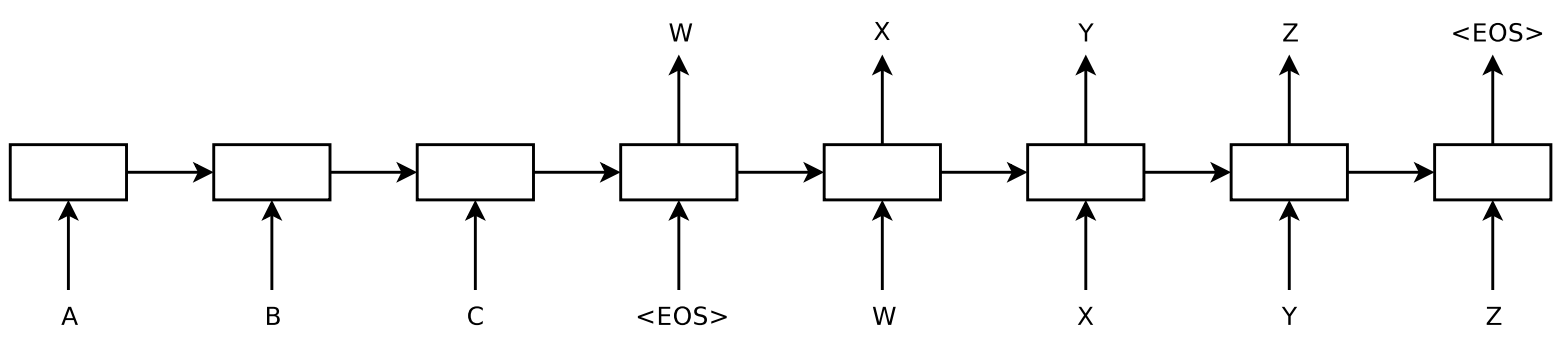 W X Y Z <EOS>
A B C <EOS> W X Y Z